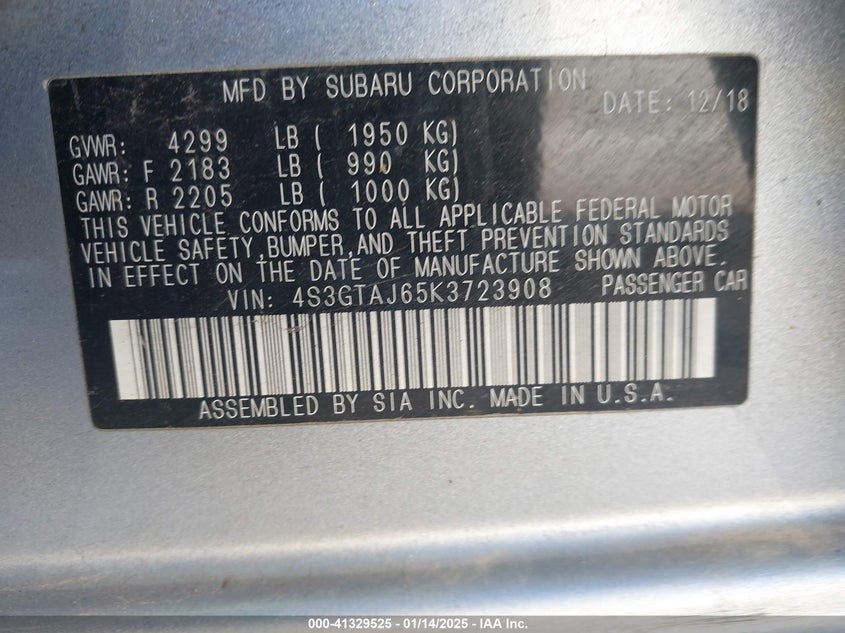 MFD BY SUBARU CORPORATION DATE: 12/18
GVWR: 4299 LB ( 1950 KG)
GAWR: F 2183 LB ( 990 KG)
GAWR: R 2205 LB ( 1000 KG)
THIS VEHICLE CONFORMS TO ALL APPLICABLE FEDERAL MOTOR
VEHICLE SAFETY,BUMPER,AND THEFT PREVENTION STANDARDS
IN EFFECT ON THE DATE OF MANUFACTURE SHOWN ABOVE.
VIN: 4S3GTAJ65K3723908 PASSENGER CAR
ASSEMBLED BY SIA INC. MADE IN U.S.A.
000-41329525 - 01/14/2025 - IAA Inc.